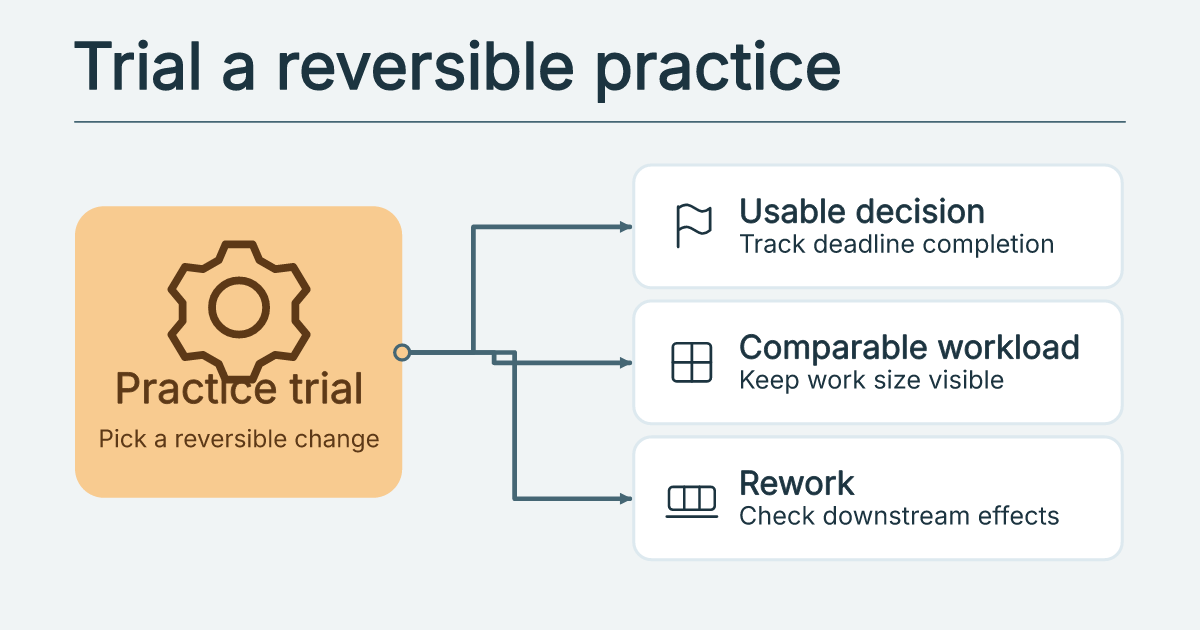 Trial a reversible practice
Practice trial
Pick a reversible change
Usable decision
Track deadline completion
Comparable workload
Keep work size visible
Rework
Check downstream effects